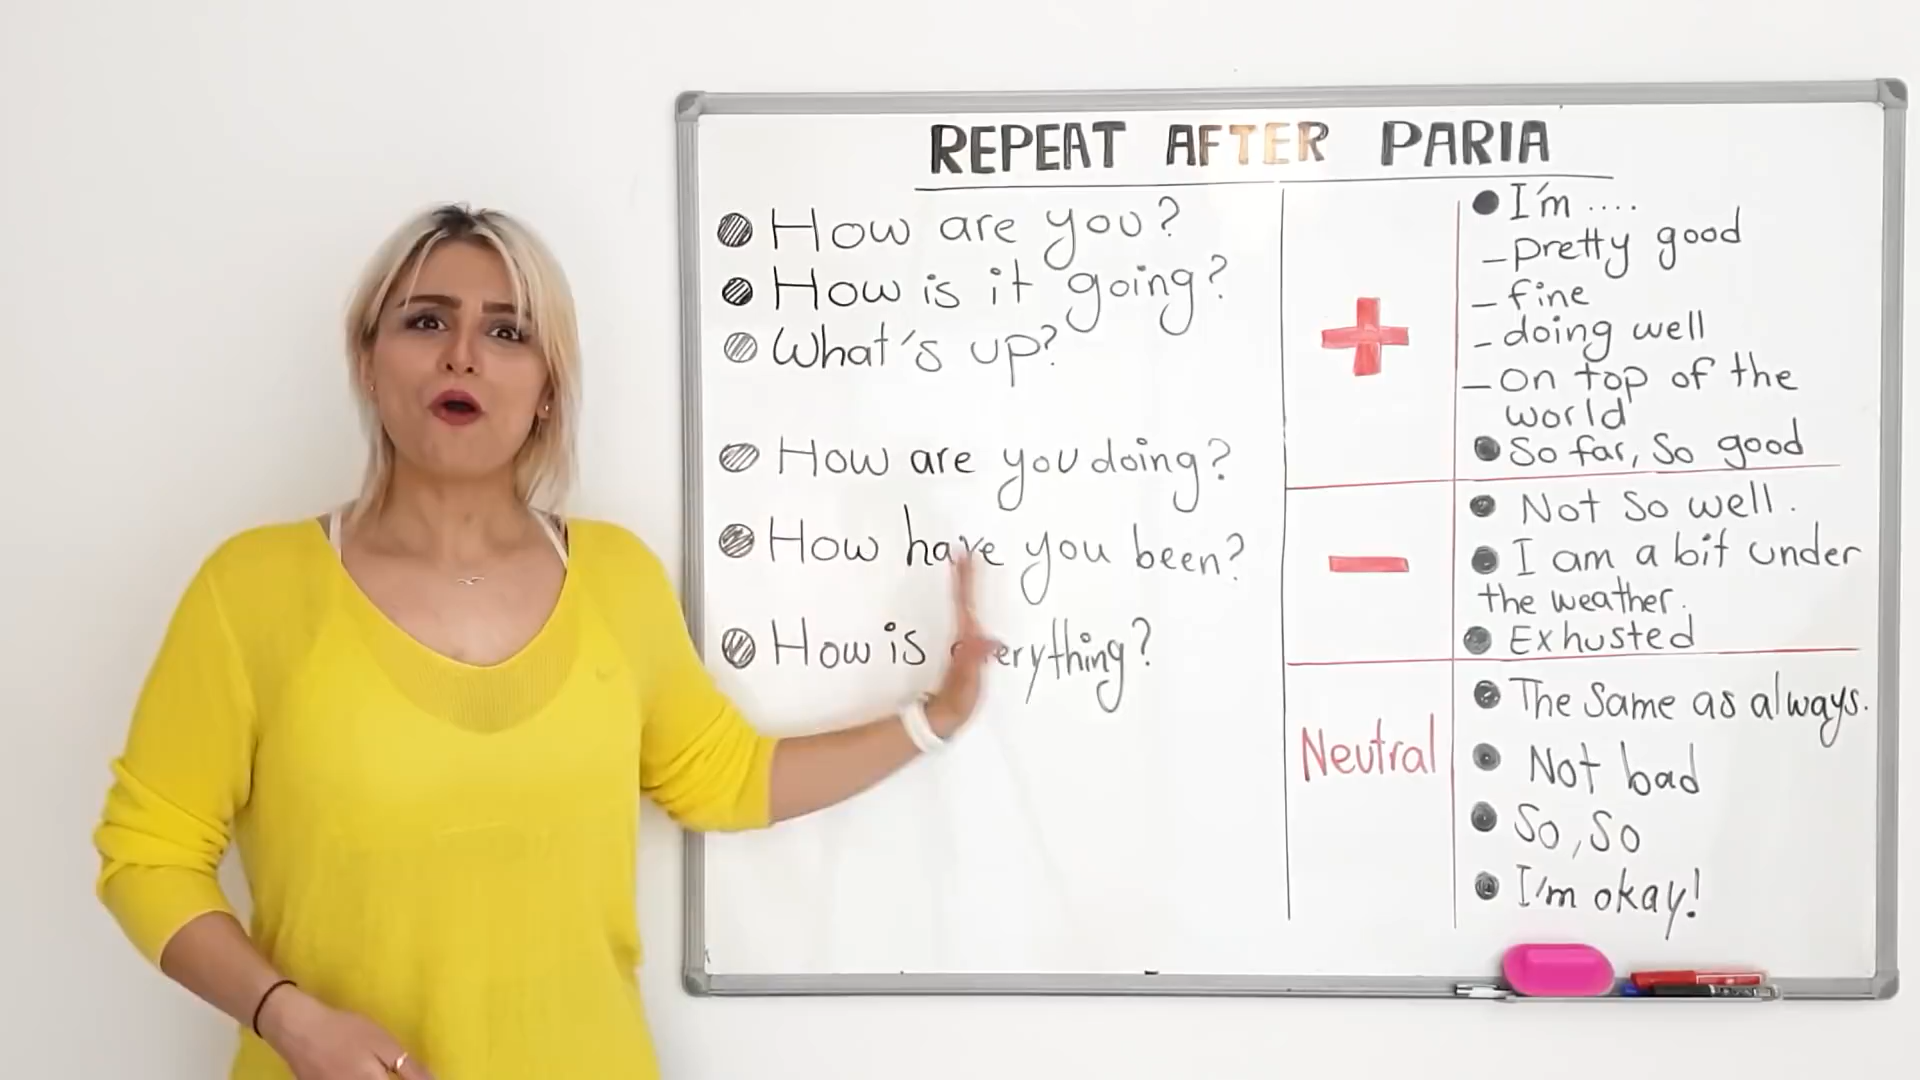 REPEAT AFTER PARIA
How are you?
How is it going?
What's up?
How are you doing?
How have you been?
How is everything?
I'm ....
- pretty good
- fine
- doing well
- on top of the
world
So far, So good
Not so well.
I am a bit under
the weather.
Exhusted
Neutral
The same as always.
Not bad
So, so
I'm okay!